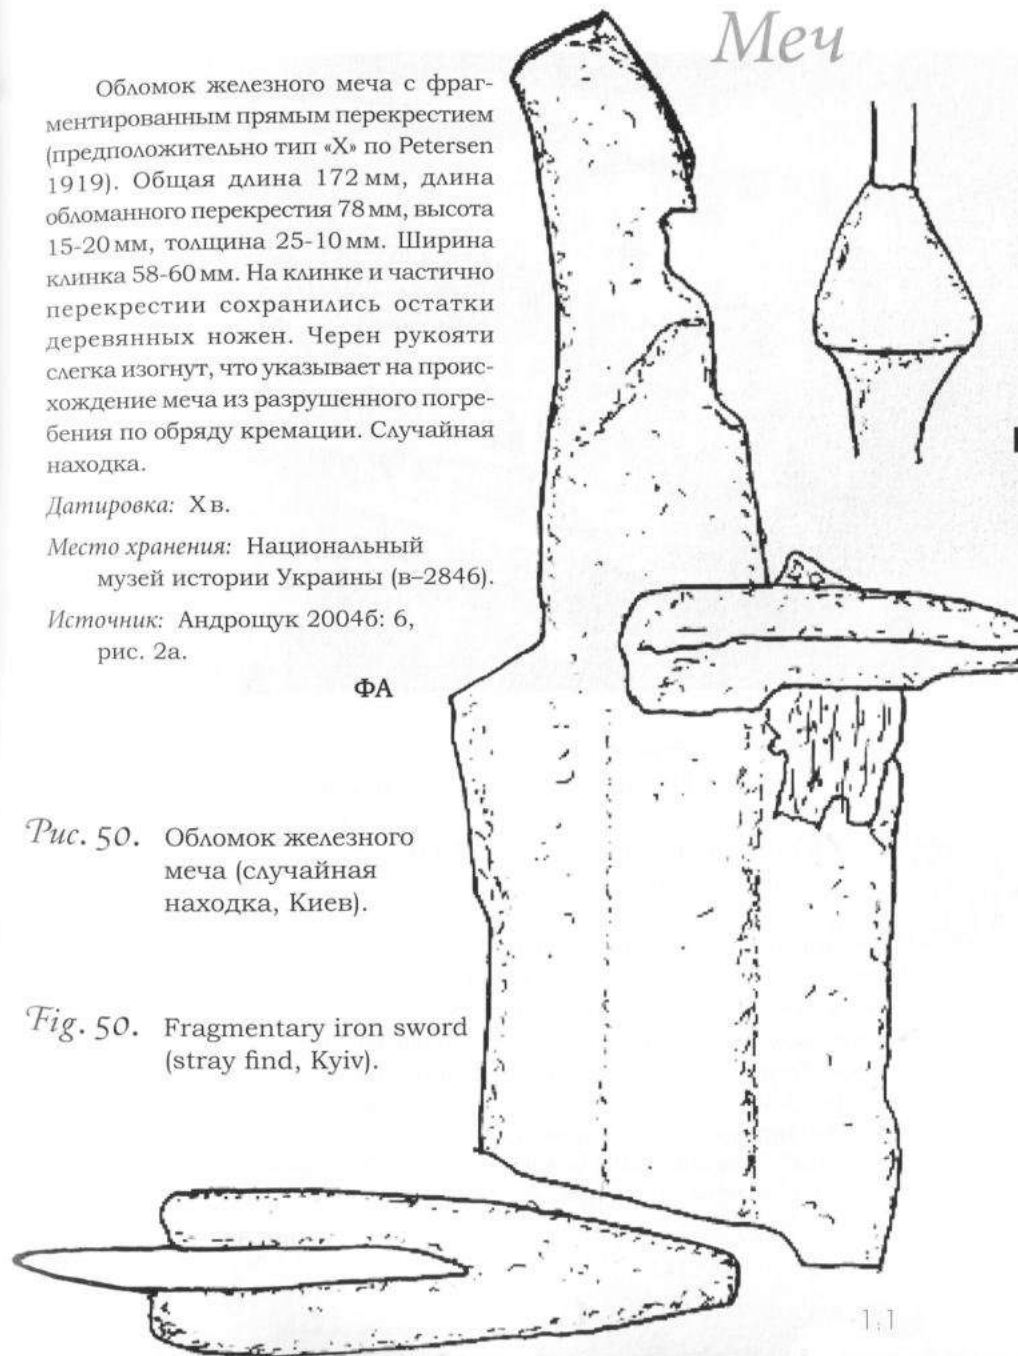 Меч
Обломок железного меча с фраг-
ментированным прямым перекрестием
(предположительно тип «X» по Petersen
1919). Общая длина 172 мм, длина
обломанного перекрестия 78 мм, высота
15-20 мм, толщина 25-10 мм. Ширина
клинка 58-60 мм. На клинке и частично
перекрестии сохранились остатки
деревянных ножен. Черен рукояти
слегка изогнут, что указывает на проис-
хождение меча из разрушенного погре-
бения по обряду кремации. Случайная
находка.
Датировка: X в.
Место хранения: Национальный
музей истории Украины (в–2846).
Источник: Андрощук 2004б: 6,
рис. 2а.
ФА
Рис. 50. Обломок железного
меча (случайная
находка, Киев).
Fig. 50. Fragmentary iron sword
(stray find, Kyiv).
1:1